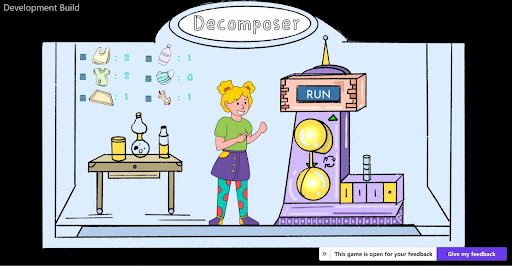 Development Build
Decomposer
: 2 : 1
: 2 : 0
: 1 : 1
RUN
» This game is open for your feedback Give my feedback